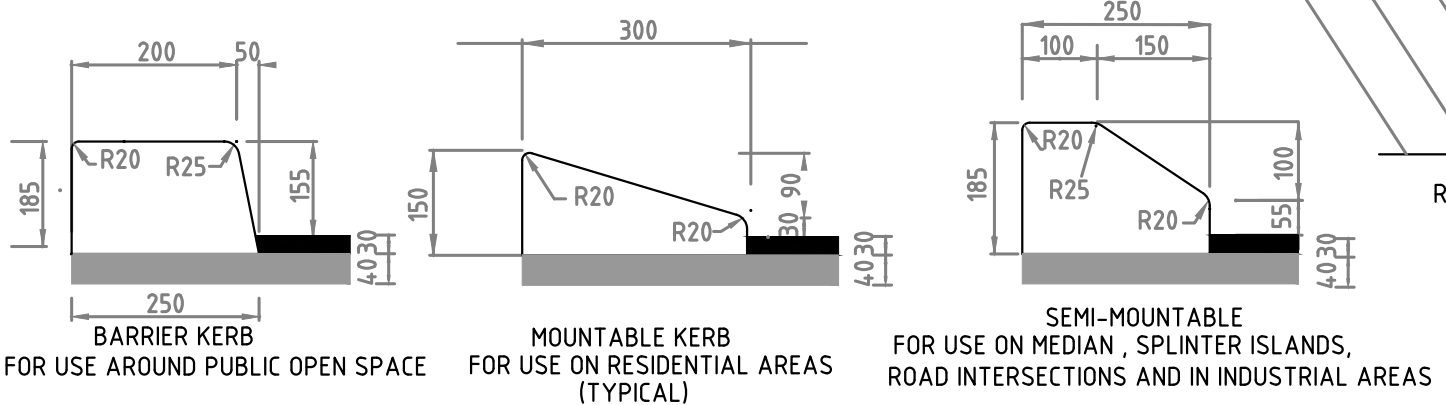 200
50
R20
R25
185
155
40
30
250
BARRIER KERB
FOR USE AROUND PUBLIC OPEN SPACE
300
150
R20
R20
90
30
40
30
MOUNTABLE KERB
FOR USE ON RESIDENTIAL AREAS
(TYPICAL)
250
100
150
R20
R25
R20
185
100
55
40
30
SEMI-MOUNTABLE
FOR USE ON MEDIAN , SPLINTER ISLANDS,
ROAD INTERSECTIONS AND IN INDUSTRIAL AREAS
R